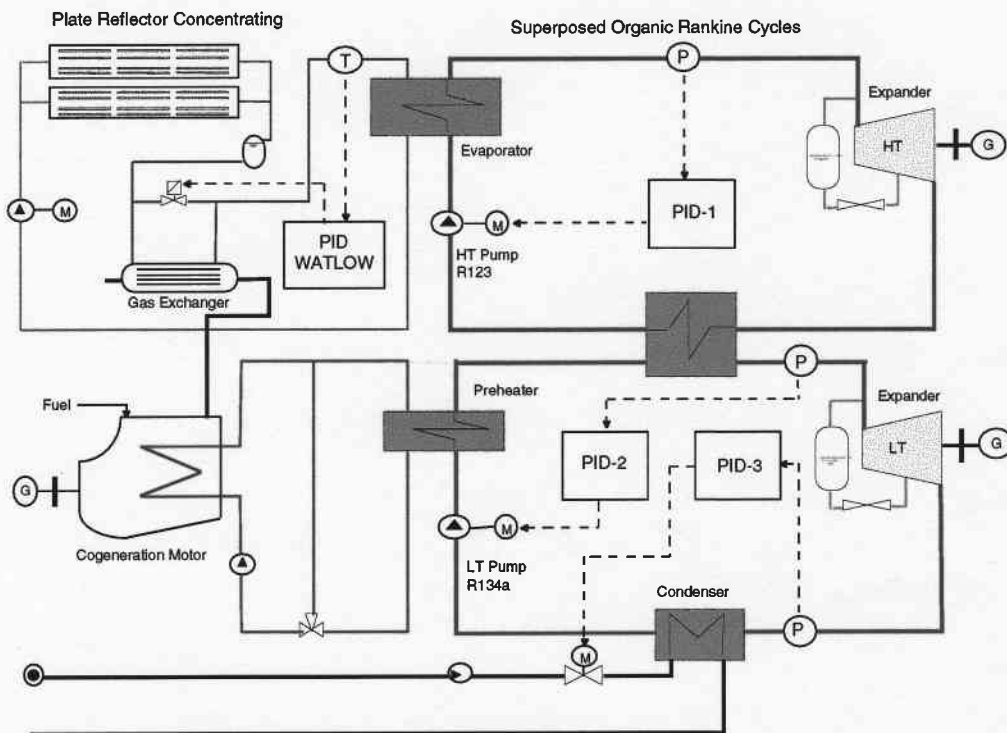 Plate Reflector Concentrating
Superposed Organic Rankine Cycles
T
P
Expander
HT
G
Evaporator
M
PID
WATLOW
PID-1
M
HT Pump
R123
Gas Exchanger
P
Preheater
Expander
Fuel
LT
G
PID-2
PID-3
G
M
Cogeneration Motor
LT Pump
R134a
Condenser
P
M